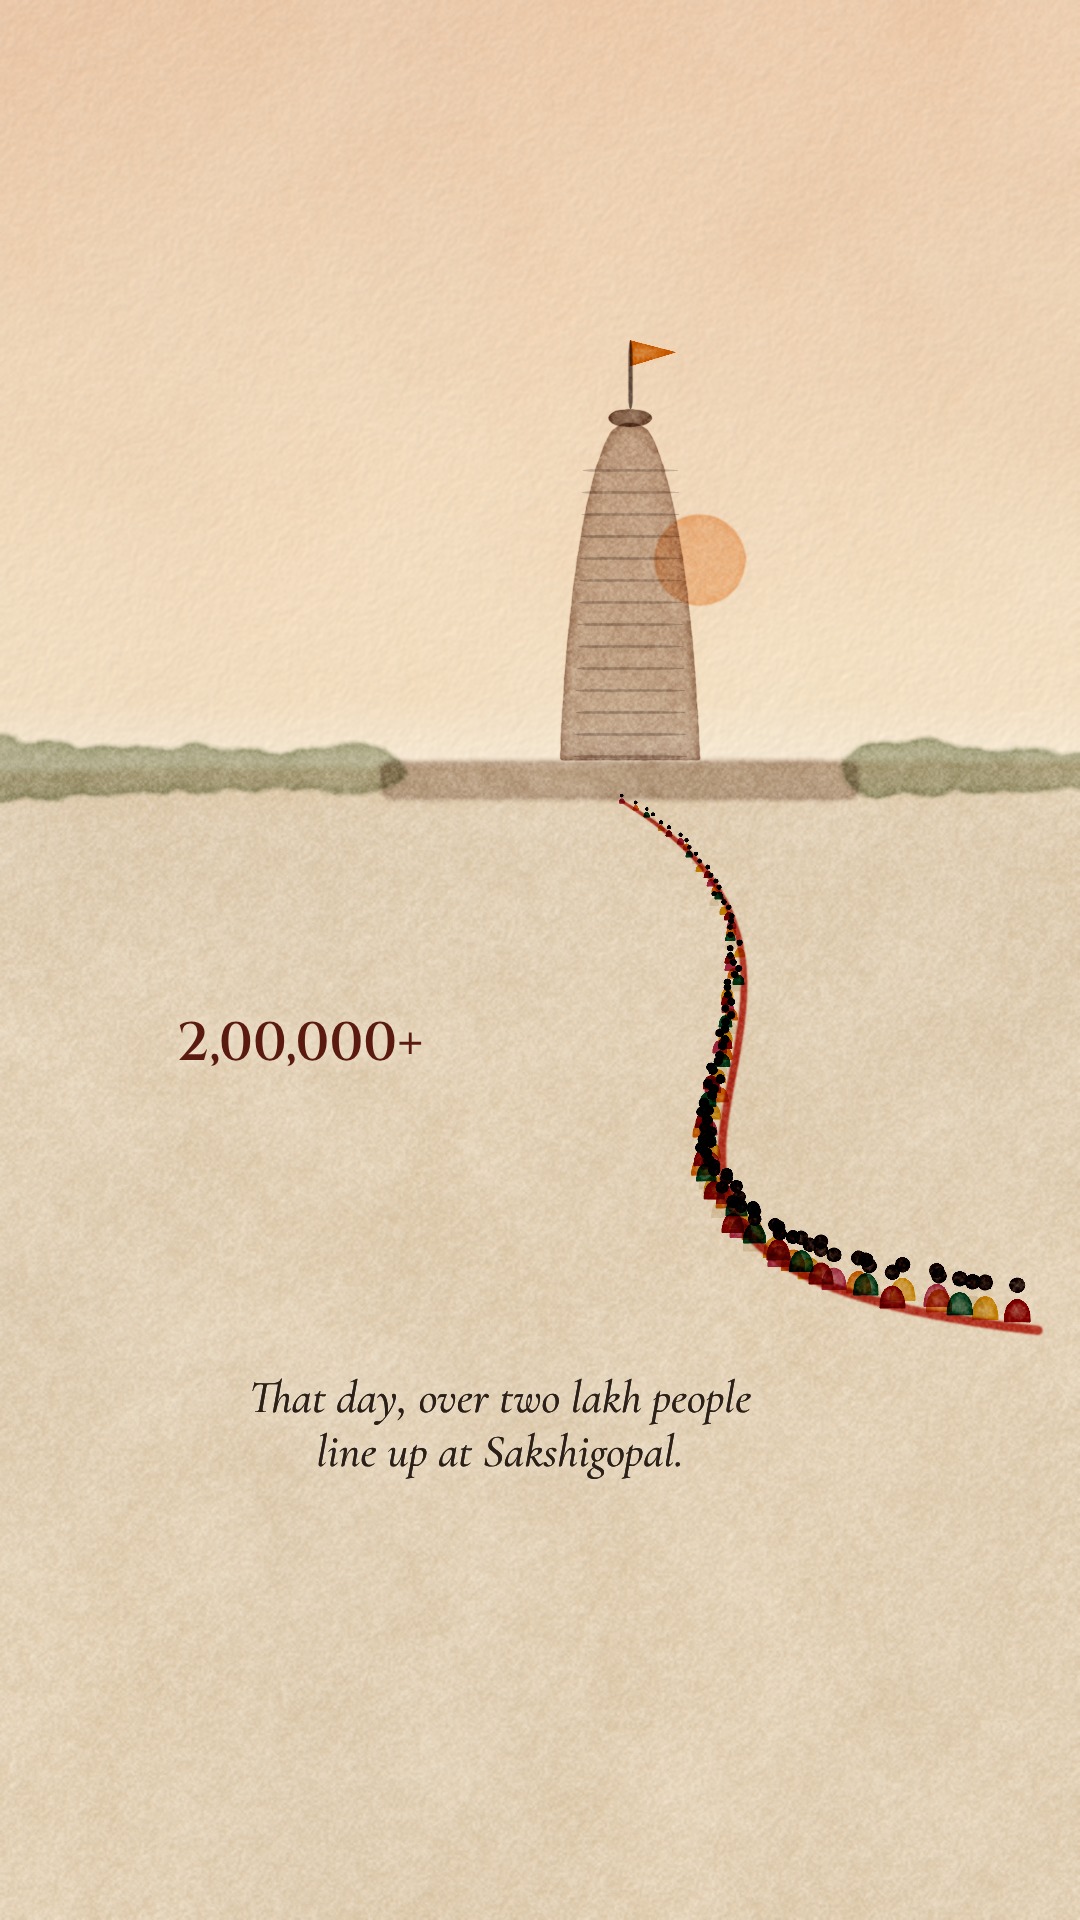 2,00,000+
That day, over two lakh people
line up at Sakshigopal.